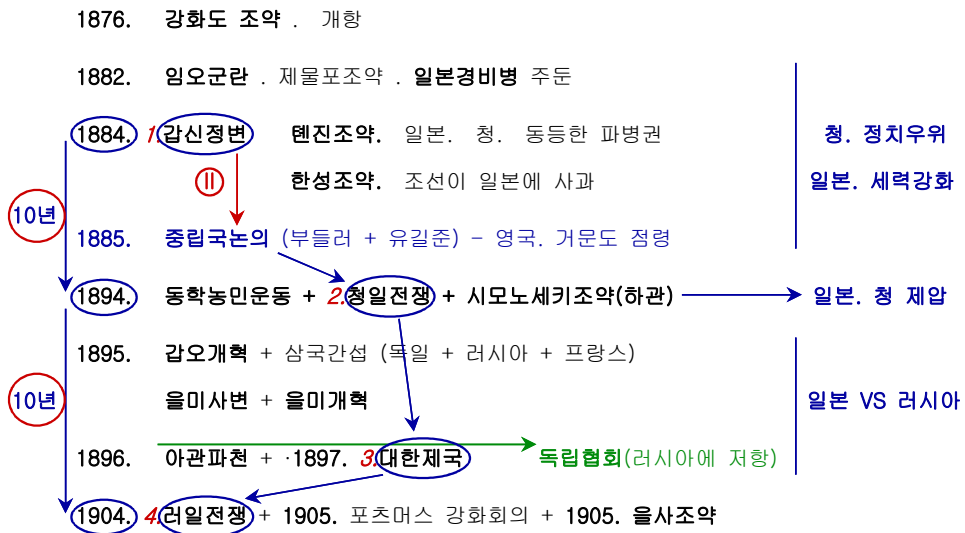 1876. 강화도 조약 . 개항
1882. 임오군란 . 제물포조약 . 일본경비병 주둔
1884. 1.갑신정변 톈진조약. 일본. 청. 동등한 파병권
청. 정치우위
한성조약. 조선이 일본에 사과
일본. 세력강화
10년
1885. 중립국논의 (부들러 + 유길준) - 영국. 거문도 점령
1894. 동학농민운동 + 2.청일전쟁 + 시모노세키조약(하관)
일본. 청 제압
1895. 갑오개혁 + 삼국간섭 (독일 + 러시아 + 프랑스)
10년
을미사변 + 을미개혁
일본 VS 러시아
1896. 아관파천 + ·1897. 3.대한제국
독립협회(러시아에 저항)
1904. 4.러일전쟁 + 1905. 포츠머스 강화회의 + 1905. 을사조약